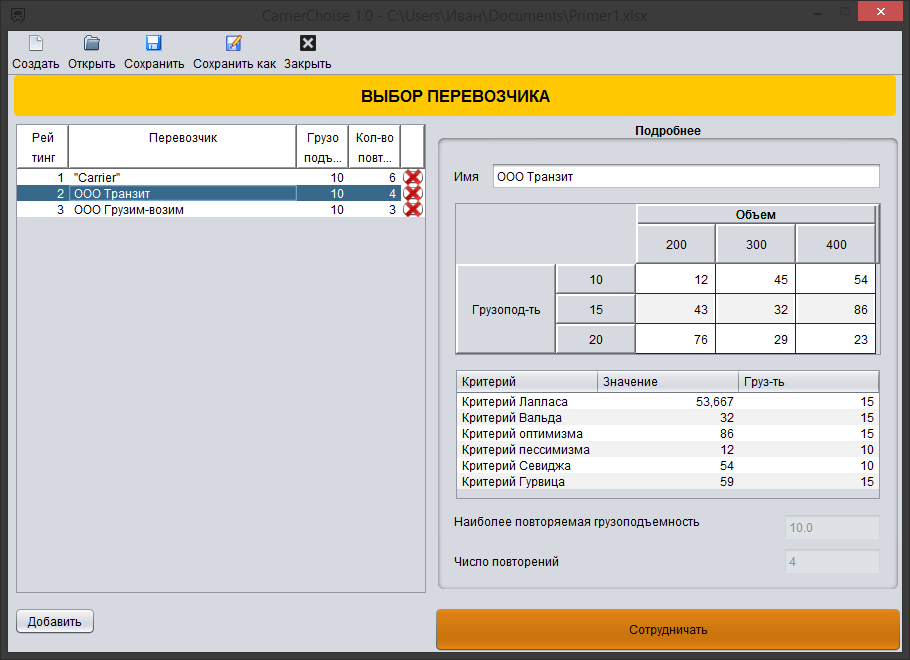 CarrierChoise 1.0 - C:\Users\Иван\Documents\Primer1.xlsx
Создать Открыть Сохранить Сохранить как Закрыть
ВЫБОР ПЕРЕВОЗЧИКА
Рей
тинг
Перевозчик
Грузо
подъ...
Кол-во
повт...
1 "Carrier" 10 6
2 ООО Транзит 10 4
3 ООО Грузим-возим 10 3
Добавить
Подробнее
Имя ООО Транзит
Объем
200 300 400
Грузопод-ть
10 12 45 54
15 43 32 86
20 76 29 23
Критерий Значение Груз-ть
Критерий Лапласа 53,667 15
Критерий Вальда 32 15
Критерий оптимизма 86 15
Критерий пессимизма 12 10
Критерий Севиджа 54 10
Критерий Гурвица 59 15
Наиболее повторяемая грузоподъемность 10.0
Число повторений 4
Сотрудничать